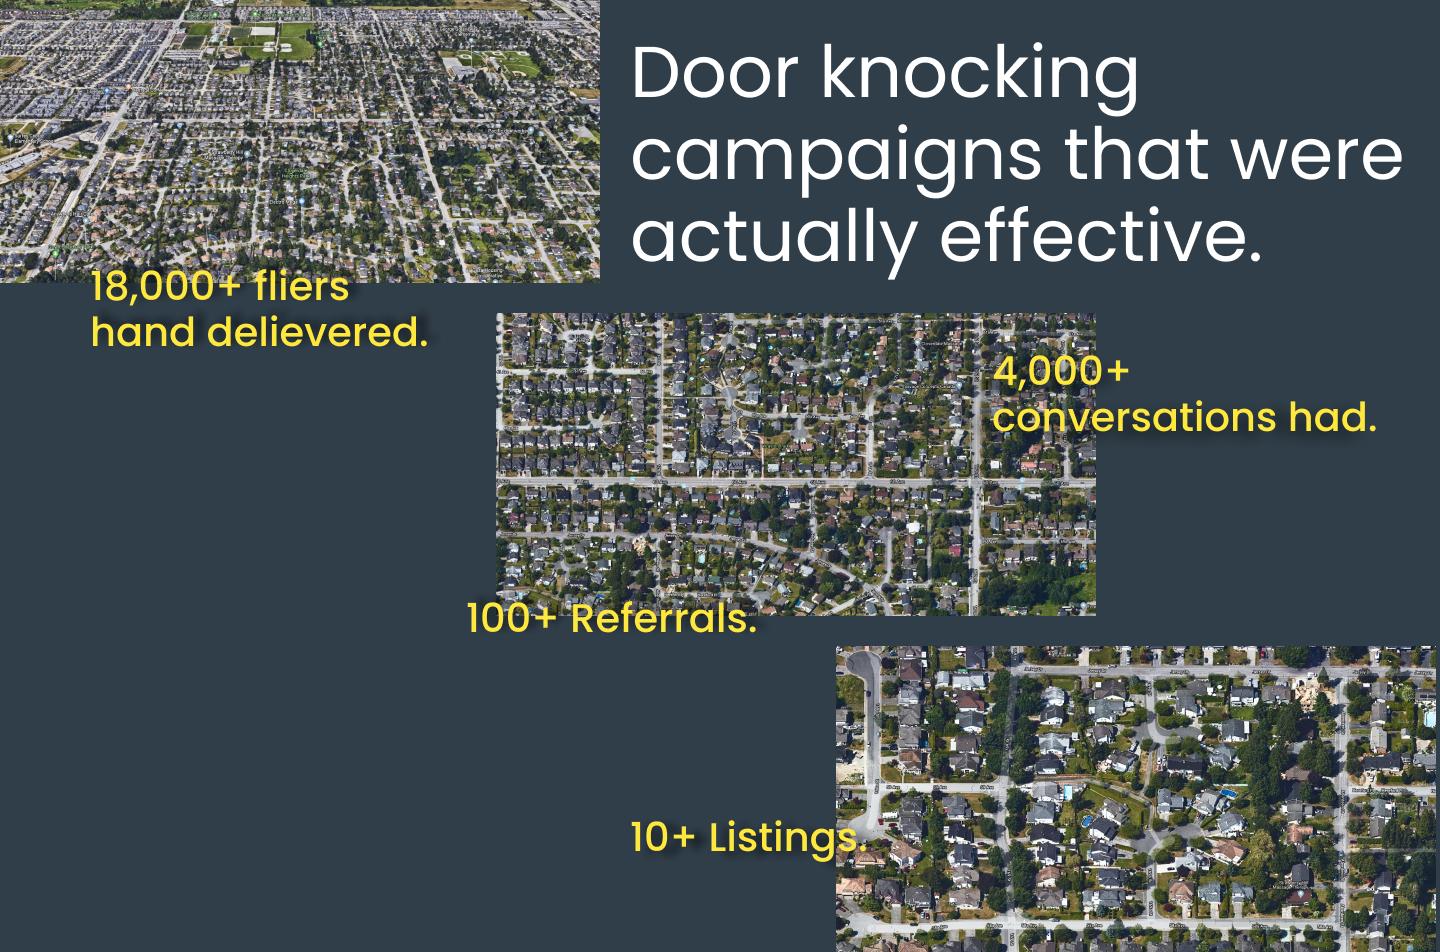 Door knocking
campaigns that were
actually effective.
18,000+ fliers
hand delievered.
4,000+
conversations had.
100+ Referrals.
10+ Listings.